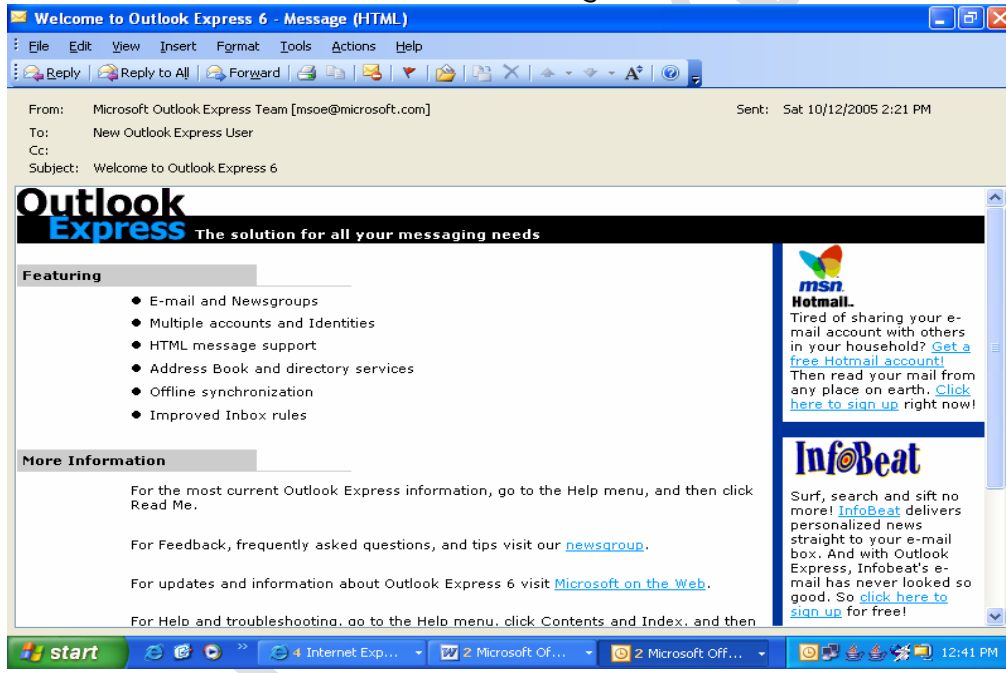 Welcome to Outlook Express 6 - Message (HTML)
File Edit View Insert Format Tools Actions Help
Reply Reply to All Forward
From: Microsoft Outlook Express Team [msoe@microsoft.com] Sent: Sat 10/12/2005 2:21 PM
To: New Outlook Express User
Cc:
Subject: Welcome to Outlook Express 6
Outlook
Express The solution for all your messaging needs
Featuring
E-mail and Newsgroups
Multiple accounts and Identities
HTML message support
Address Book and directory services
Offline synchronization
Improved Inbox rules
More Information
For the most current Outlook Express information, go to the Help menu, and then click
Read Me.
For Feedback, frequently asked questions, and tips visit our newsgroup.
For updates and information about Outlook Express 6 visit Microsoft on the Web.
For Help and troubleshooting, go to the Help menu, click Contents and Index, and then
msn
Hotmail
Tired of sharing your e-
mail account with others
in your household? Get a
free Hotmail account!
Then read your mail from
any place on earth. Click
here to sign up right now!
InfoBeat
Surf, search and sift no
more! InfoBeat delivers
personalized news
straight to your e-mail
box. And with Outlook
Express, Infobeat's e-
mail has never looked so
good. So click here to
sign up for free!
start 4 Internet Exp... 2 Microsoft Of... 2 Microsoft Off... 12:41 PM